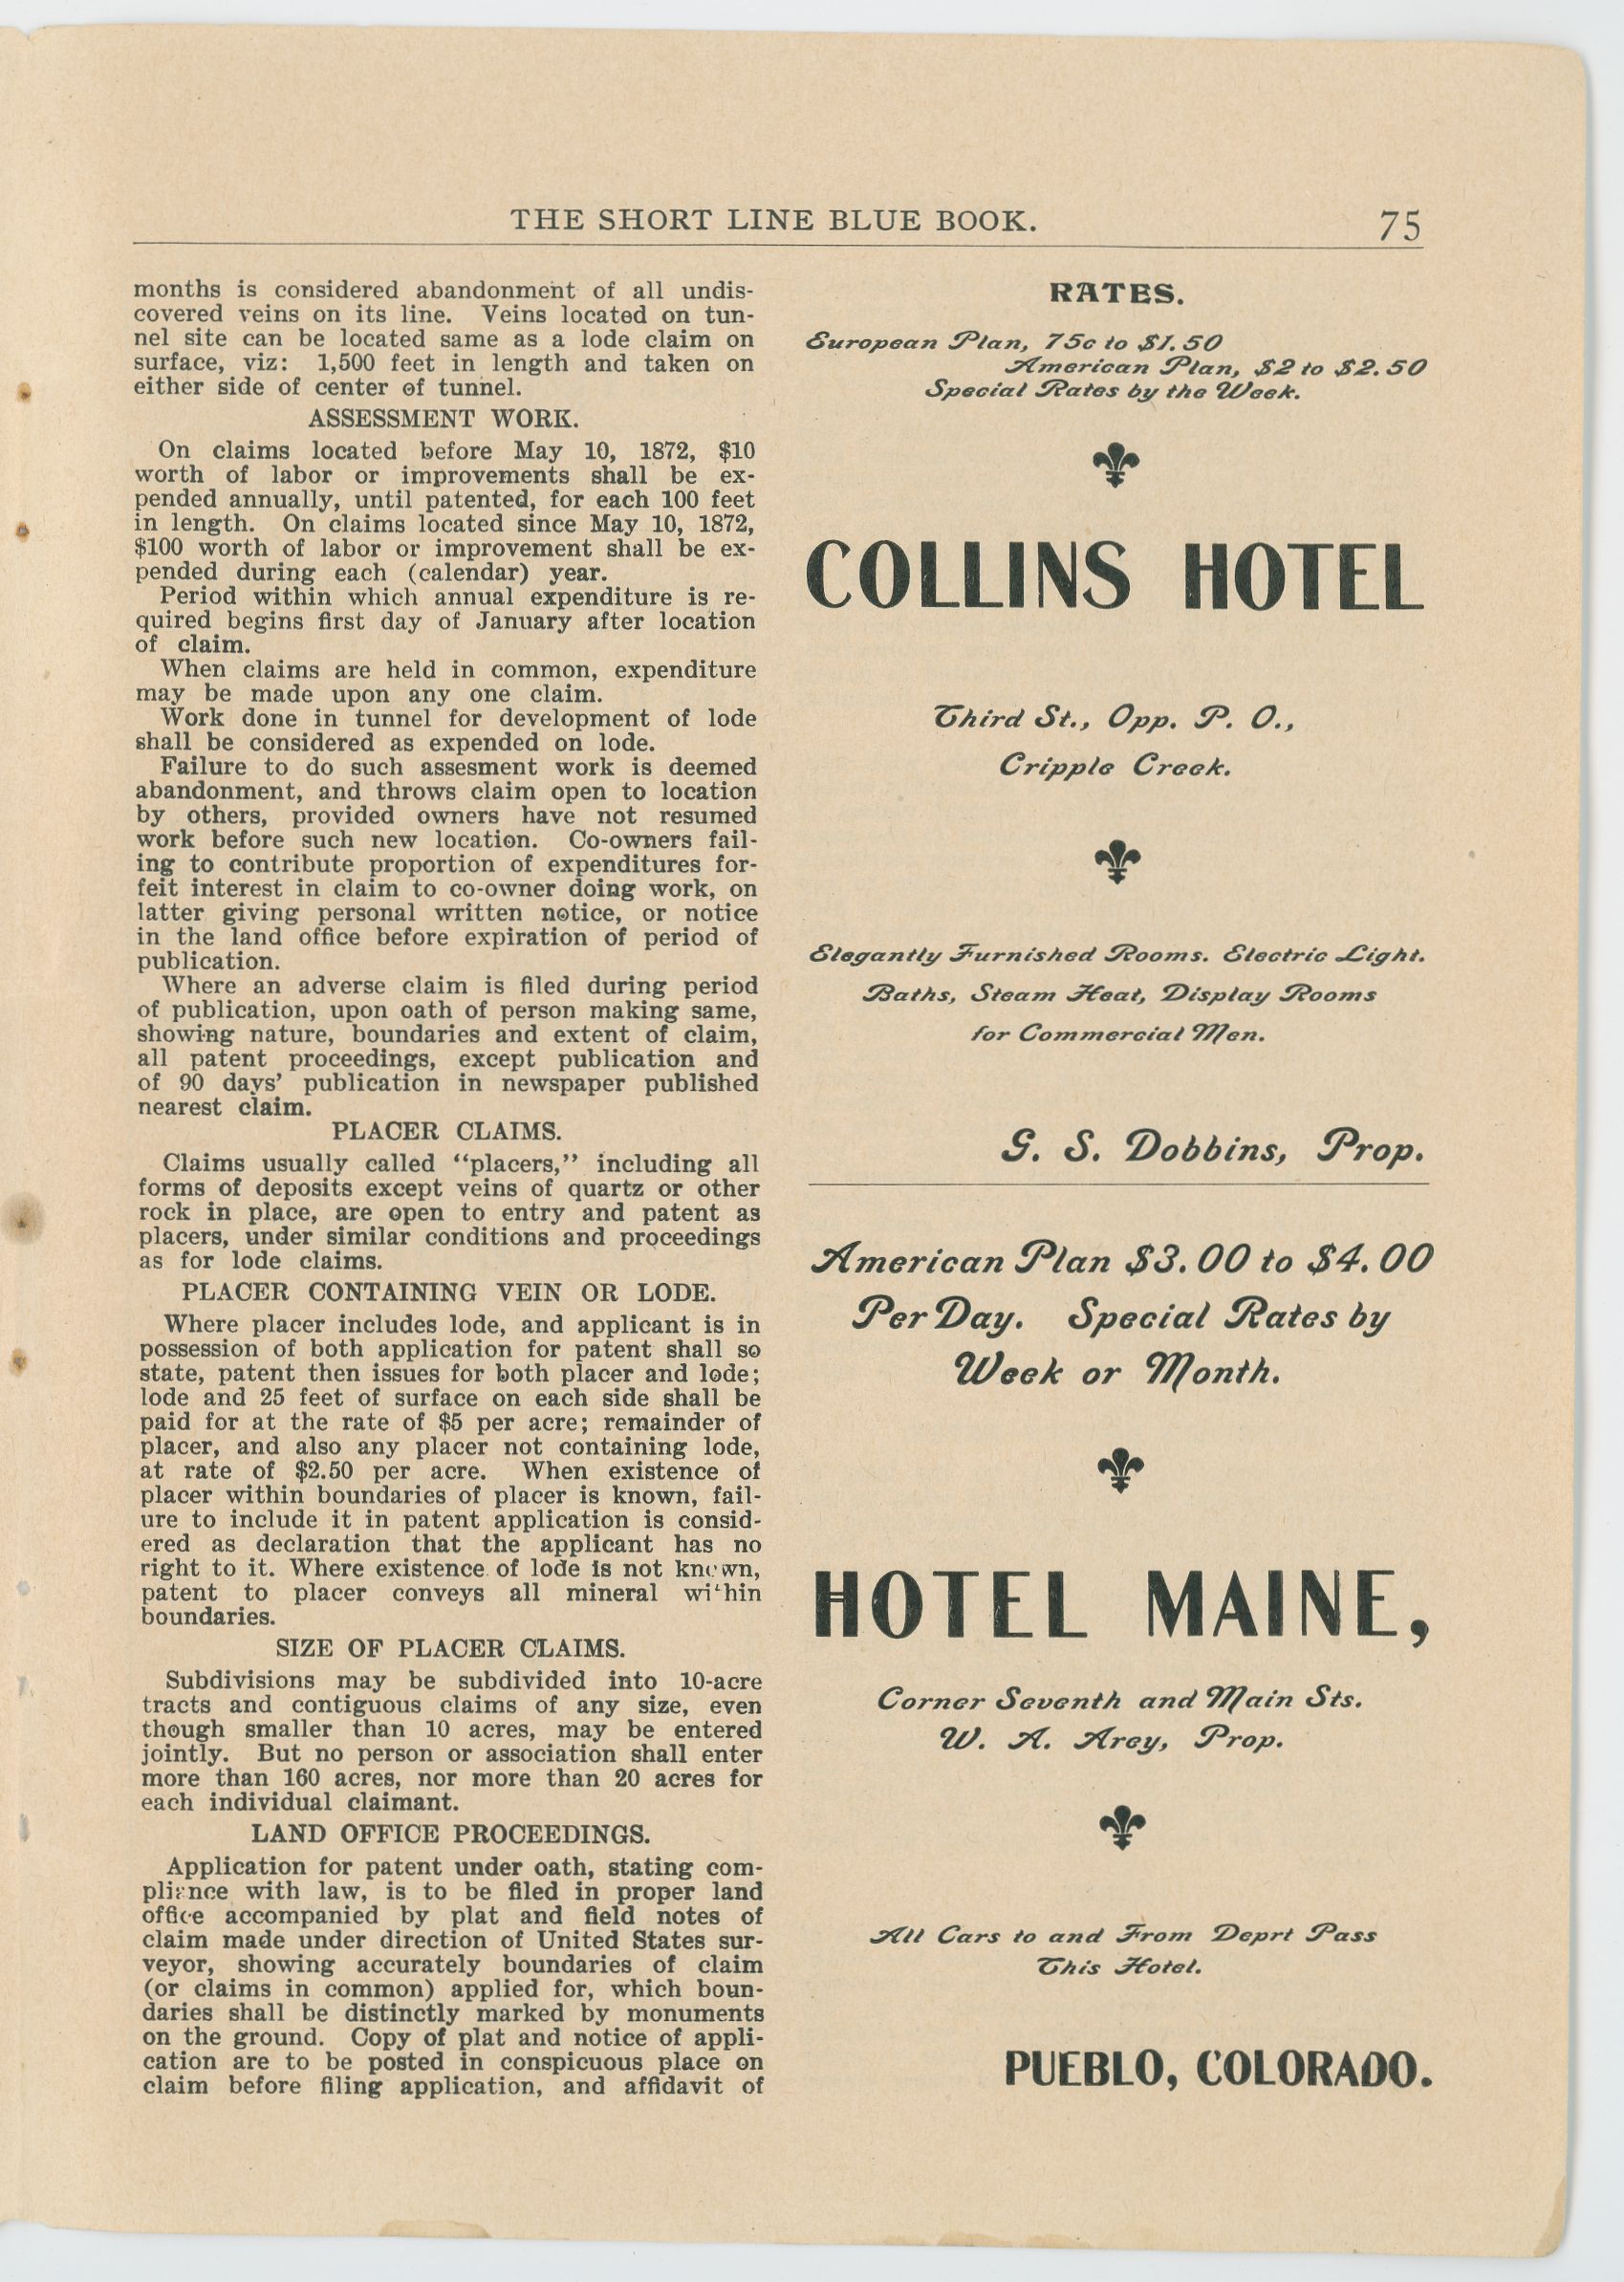 THE SHORT LINE BLUE BOOK.
75
months is considered abandonment of all undis-
covered veins on its line. Veins located on tun-
nel site can be located same as a lode claim on
surface, viz: 1,500 feet in length and taken on
either side of center of tunnel.
ASSESSMENT WORK.
On claims located before May 10, 1872, $10
worth of labor or improvements shall be ex-
pended annually, until patented, for each 100 feet
in length. On claims located since May 10, 1872,
$100 worth of labor or improvement shall be ex-
pended during each (calendar) year.
Period within which annual expenditure is re-
quired begins first day of January after location
of claim.
When claims are held in common, expenditure
may be made upon any one claim.
Work done in tunnel for development of lode
shall be considered as expended on lode.
Failure to do such assesment work is deemed
abandonment, and throws claim open to location
by others, provided owners have not resumed
work before such new location. Co-owners fail-
ing to contribute proportion of expenditures for-
feit interest in claim to co-owner doing work, on
latter giving personal written notice, or notice
in the land office before expiration of period of
publication.
Where an adverse claim is filed during period
of publication, upon oath of person making same,
showing nature, boundaries and extent of claim,
all patent proceedings, except publication and
of 90 days' publication in newspaper published
nearest claim.
PLACER CLAIMS.
Claims usually called "placers," including all
forms of deposits except veins of quartz or other
rock in place, are open to entry and patent as
placers, under similar conditions and proceedings
as for lode claims.
PLACER CONTAINING VEIN OR LODE.
Where placer includes lode, and applicant is in
possession of both application for patent shall so
state, patent then issues for both placer and lode;
lode and 25 feet of surface on each side shall be
paid for at the rate of $5 per acre; remainder of
placer, and also any placer not containing lode,
at rate of $2.50 per acre. When existence of
placer within boundaries of placer is known, fail-
ure to include it in patent application is consid-
ered as declaration that the applicant has no
right to it. Where existence of lode is not known,
patent to placer conveys all mineral within
boundaries.
SIZE OF PLACER CLAIMS.
Subdivisions may be subdivided into 10-acre
tracts and contiguous claims of any size, even
though smaller than 10 acres, may be entered
jointly. But no person or association shall enter
more than 160 acres, nor more than 20 acres for
each individual claimant.
LAND OFFICE PROCEEDINGS.
Application for patent under oath, stating com-
pliance with law, is to be filed in proper land
office accompanied by plat and field notes of
claim made under direction of United States sur-
veyor, showing accurately boundaries of claim
(or claims in common) applied for, which boun-
daries shall be distinctly marked by monuments
on the ground. Copy of plat and notice of appli-
cation are to be posted in conspicuous place on
claim before filing application, and affidavit of
RATES.
European Plan, 75c to $1.50
American Plan, $2 to $2.50
Special Rates by the Week.
COLLINS HOTEL
Third St., Opp. P. O.,
Cripple Creek.
Elegantly Furnished Rooms. Electric Light.
Baths, Steam Heat, Display Rooms
for Commercial Men.
G. S. Dobbins, Prop.
American Plan $3.00 to $4.00
Per Day. Special Rates by
Week or Month.
HOTEL MAINE,
Corner Seventh and Main Sts.
W. A. Arey, Prop.
All Cars to and From Deprt Pass
This Hotel.
PUEBLO, COLORADO.